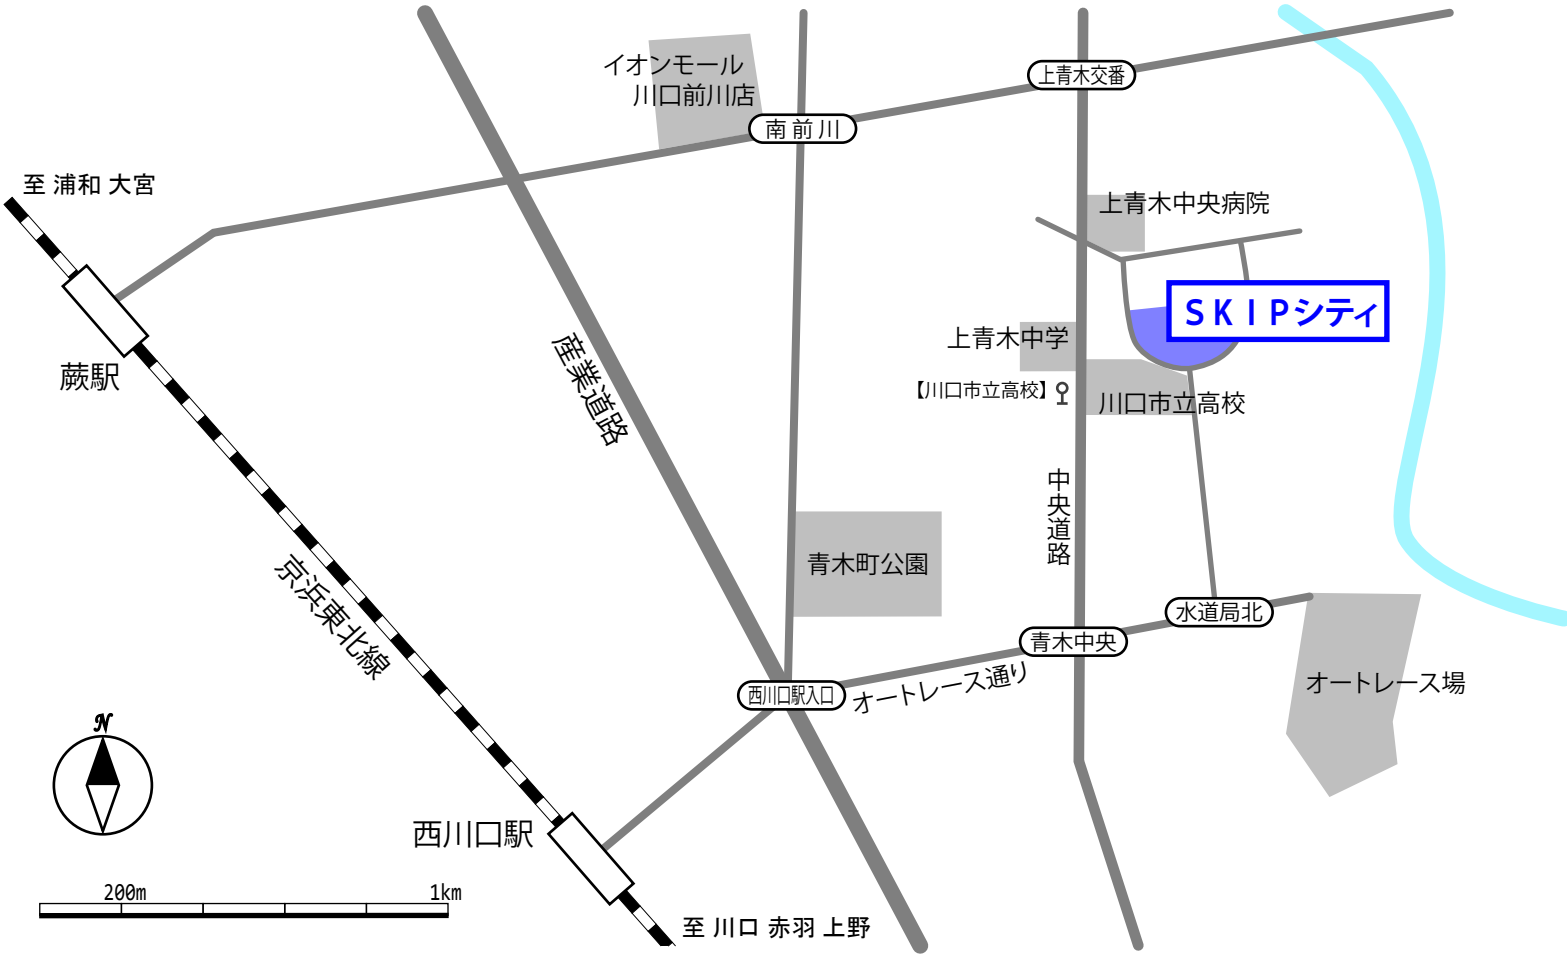 イオンモール
川口前川店
上青木交番
南前川
至 浦和 大宮
上青木中央病院
SKIPシティ
上青木中学
蕨駅
産業道路
【川口市立高校】
川口市立高校
中央道路
青木町公園
京浜東北線
水道局北
青木中央
オートレース通り
オートレース場
西川口駅入口
N
西川口駅
200m
1km
至 川口 赤羽 上野